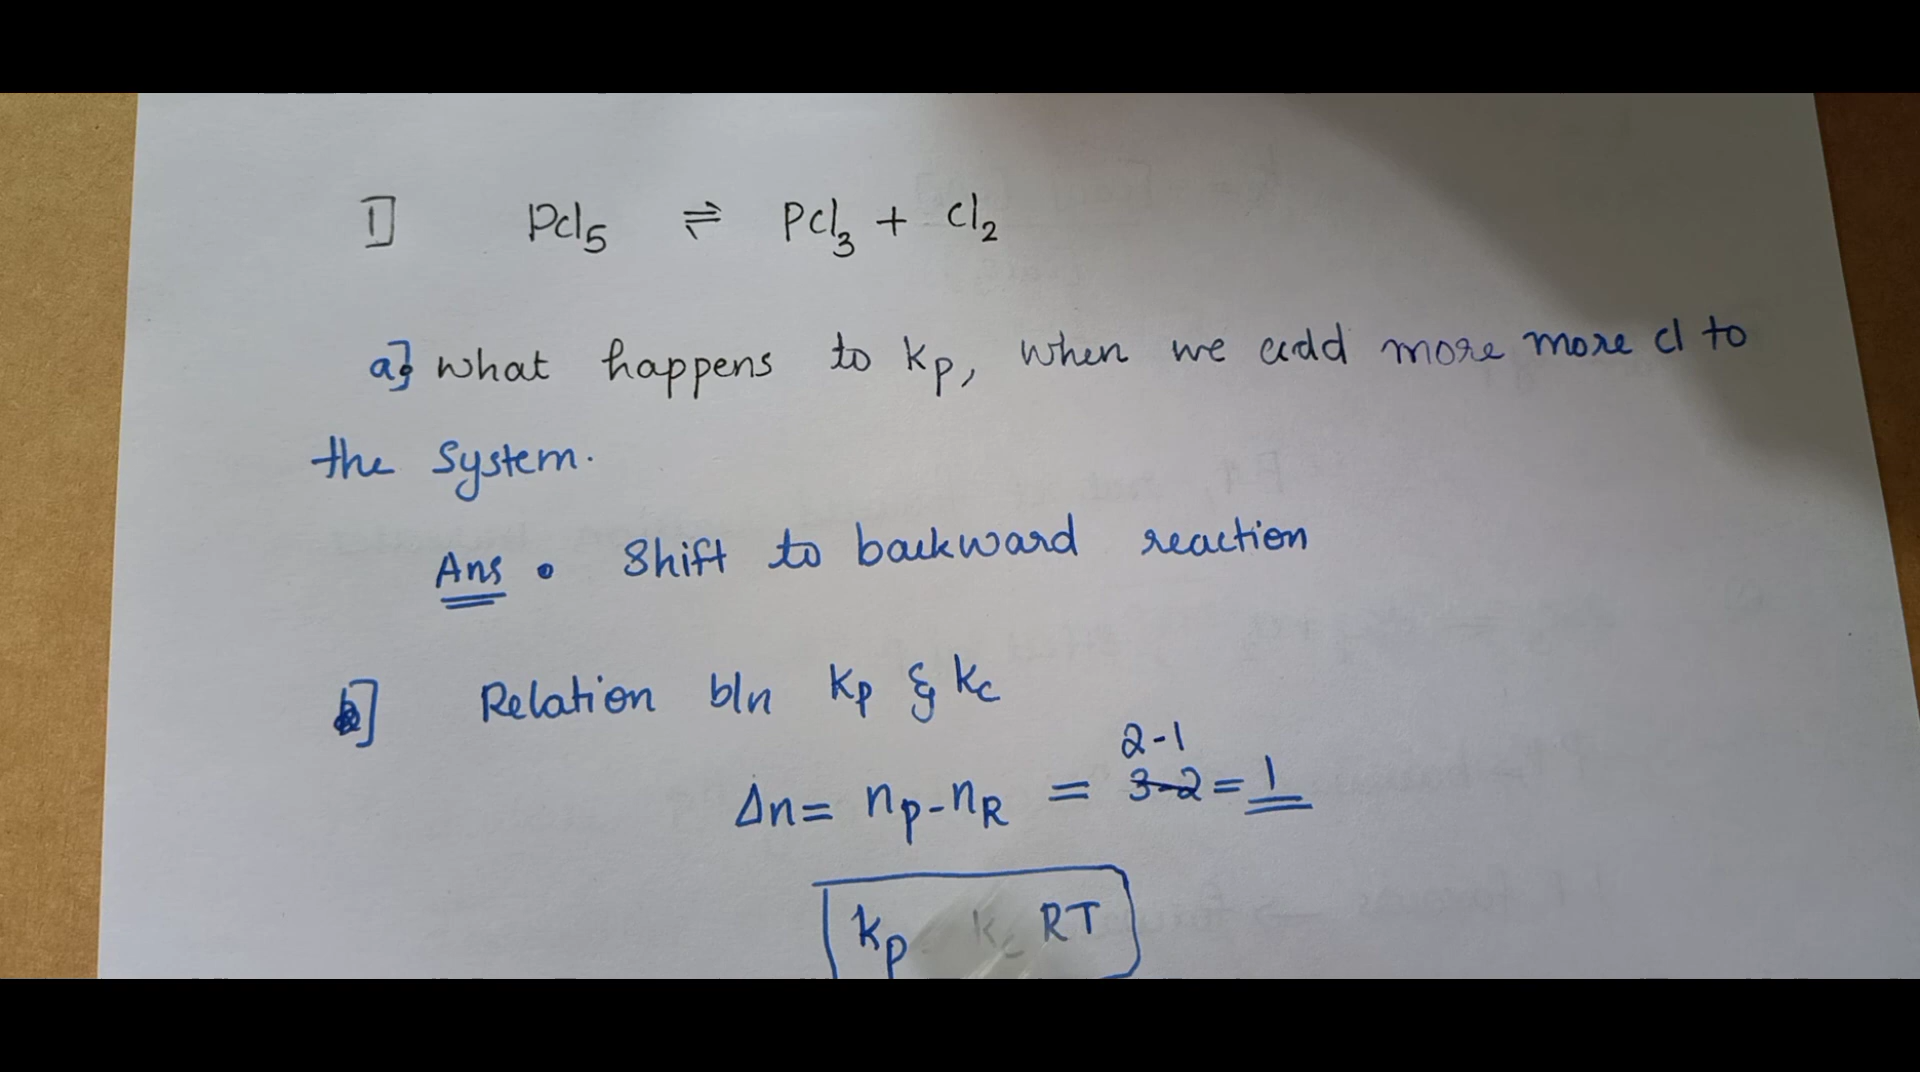 1] PCl5 ⇌ PCl3 + Cl2
a] what happens to Kp, when we add more more cl to
the system.
Ans • Shift to backward reaction
b] Relation b/n Kp & Kc
2-1
Δn= nP-nR = 3-2 = 1
Kp Kc RT